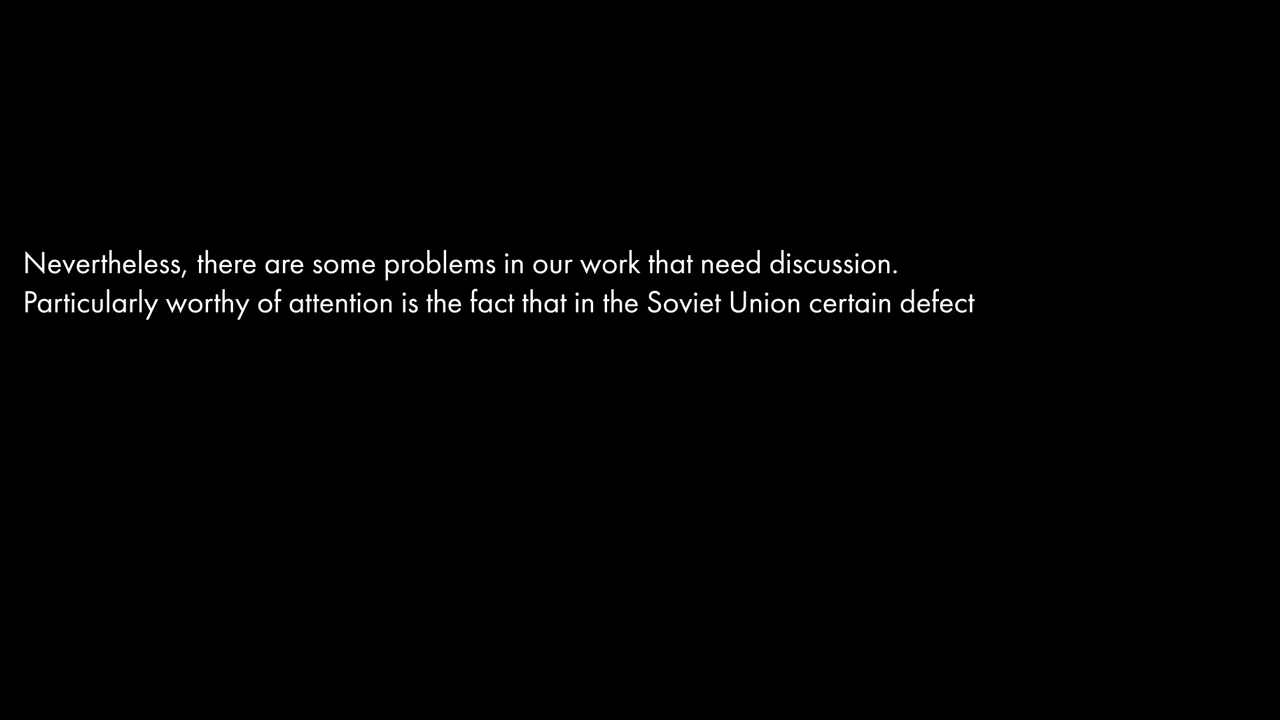 Nevertheless, there are some problems in our work that need discussion.
Particularly worthy of attention is the fact that in the Soviet Union certain defect